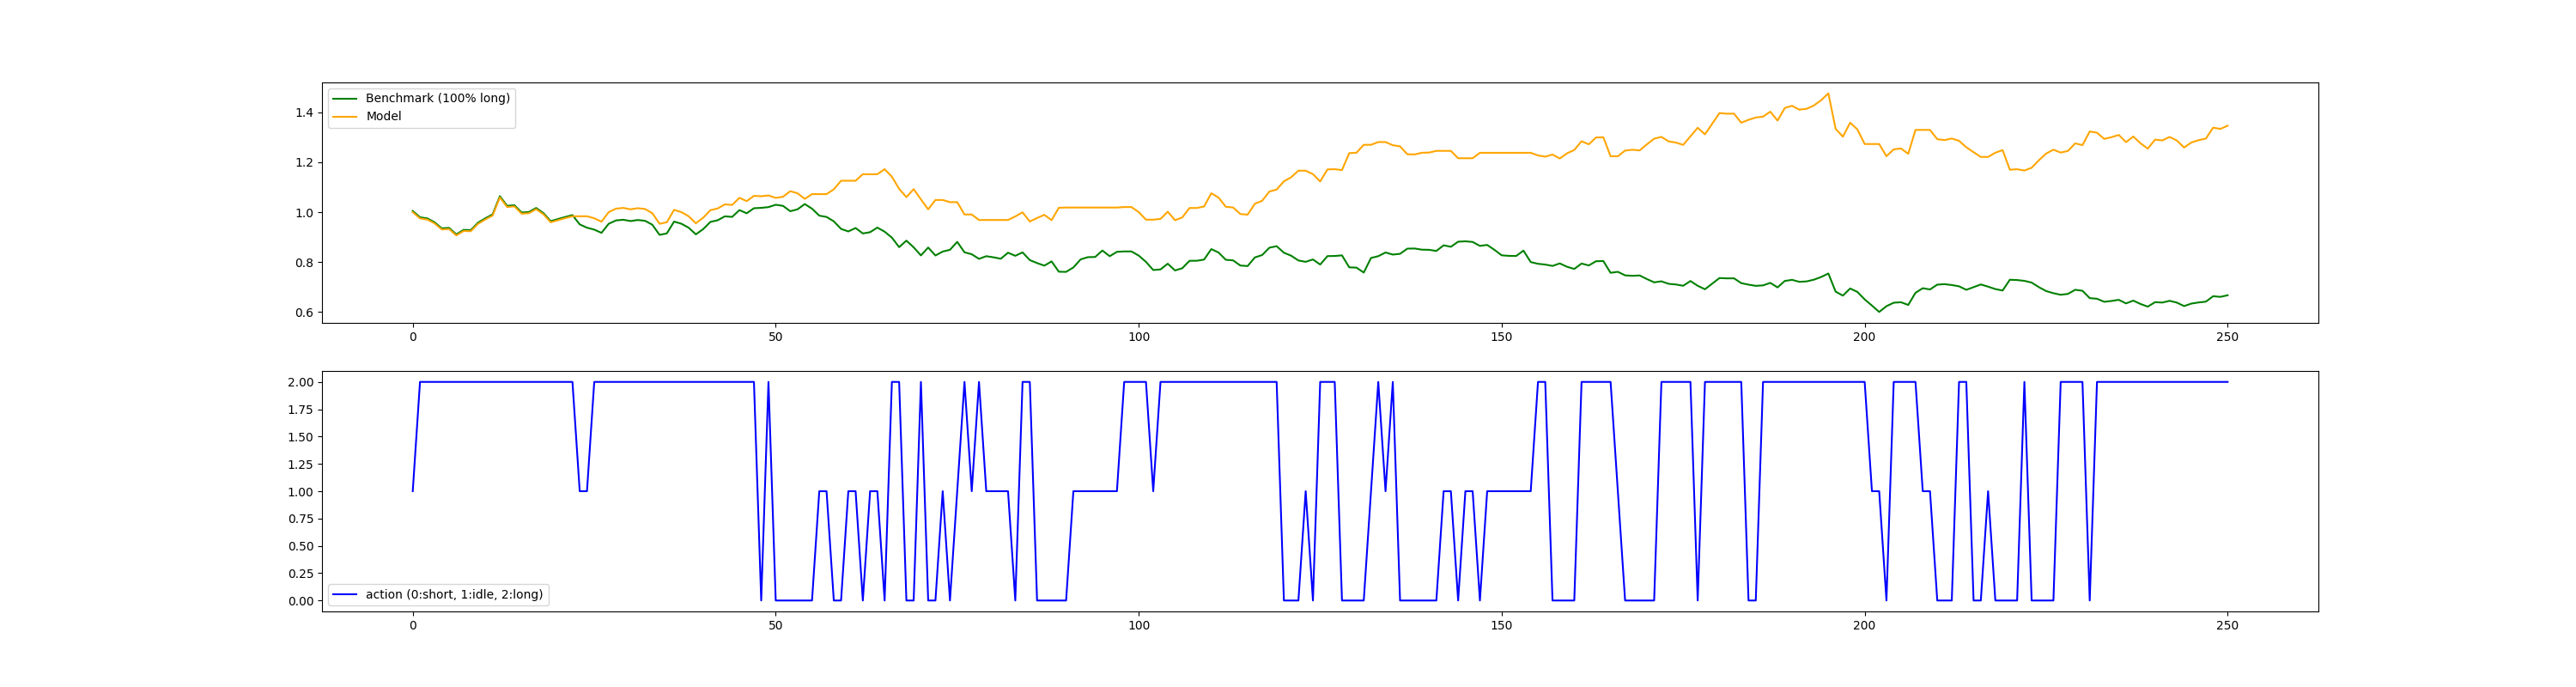 Benchmark (100% long)
Model
1.4
1.2
1.0
0.8
0.6
0 50 100 150 200 250
2.00
1.75
1.50
1.25
1.00
0.75
0.50
0.25
0.00
action (0:short, 1:idle, 2:long)
0 50 100 150 200 250